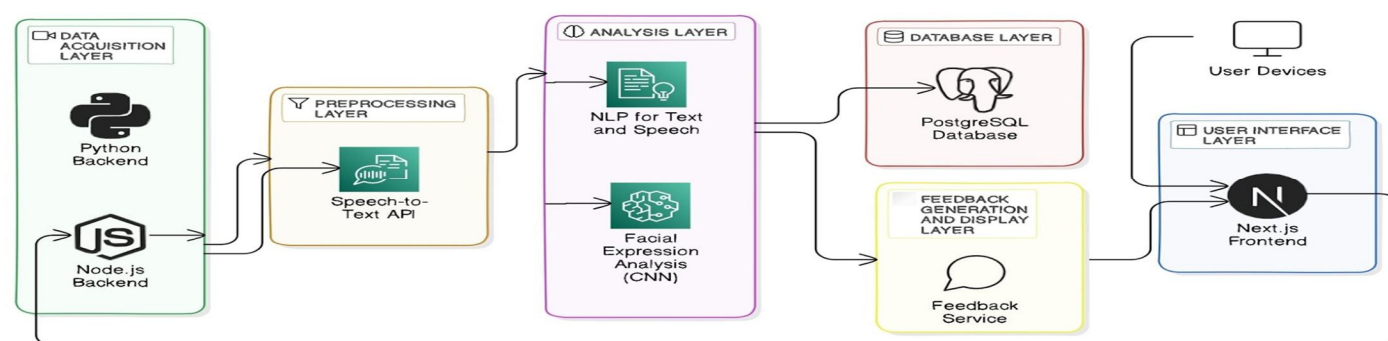 DATA
ACQUISITION
LAYER
Python
Backend
JS
Node.js
Backend
PREPROCESSING
LAYER
Speech-to-
Text API
ANALYSIS LAYER
NLP for Text
and Speech
Facial
Expression
Analysis
(CNN)
DATABASE LAYER
PostgreSQL
Database
FEEDBACK
GENERATION
AND DISPLAY
LAYER
Feedback
Service
User Devices
USER INTERFACE
LAYER
N
Next.js
Frontend